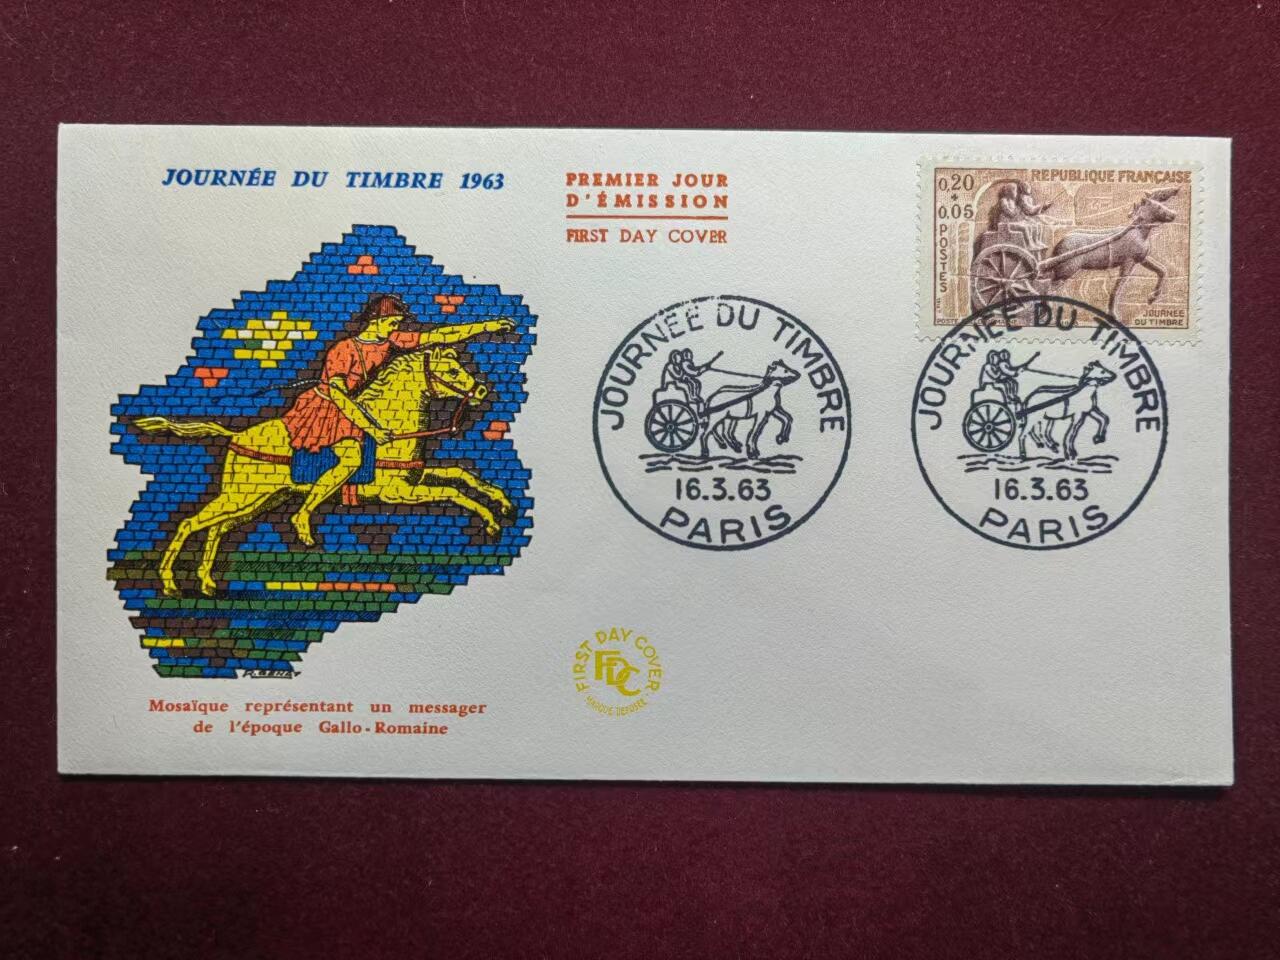 JOURNÉE DU TIMBRE 1963
PREMIER JOUR
D'ÉMISSION
FIRST DAY COVER
0,20
+
0,05
POSTES
REPUBLIQUE FRANÇAISE
JOURNÉE
DU TIMBRE
JOURNÉE DU TIMBRE
16.3.63
PARIS
JOURNÉE DU TIMBRE
16.3.63
PARIS
FIRST DAY COVER
FDC
MARQUE DÉPOSÉE
Mosaïque représentant un messager
de l'époque Gallo-Romaine